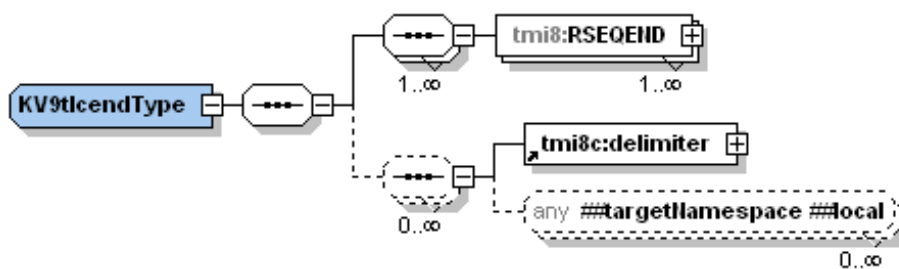 tmi8:RSEQEND
1..∞
1..∞
KV9tlcendType
tmi8c:delimiter
any ##targetNamespace ##local
0..∞
0..∞